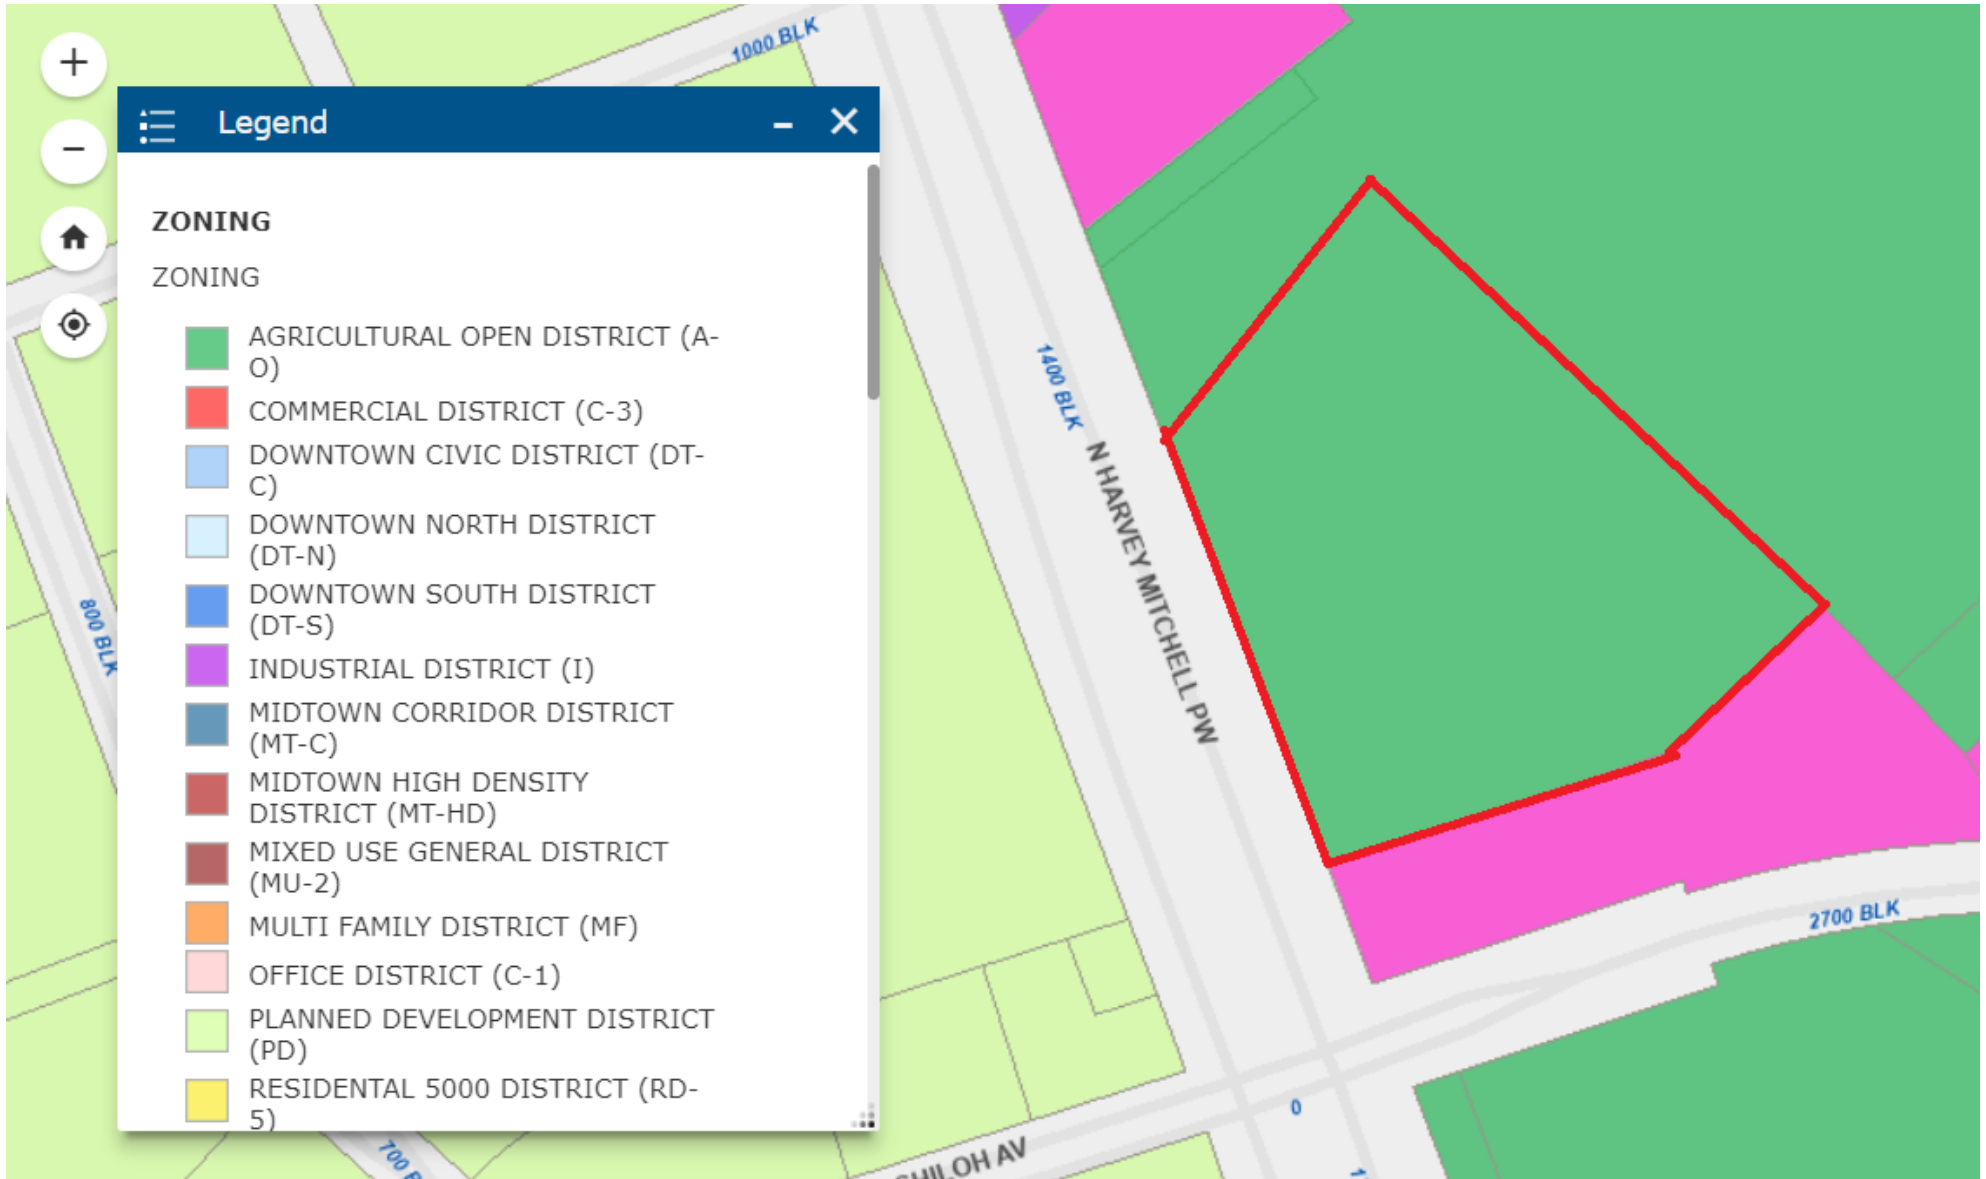 1000 BLK
Legend
ZONING
ZONING
AGRICULTURAL OPEN DISTRICT (A-
O)
COMMERCIAL DISTRICT (C-3)
DOWNTOWN CIVIC DISTRICT (DT-
C)
DOWNTOWN NORTH DISTRICT
(DT-N)
DOWNTOWN SOUTH DISTRICT
(DT-S)
INDUSTRIAL DISTRICT (I)
MIDTOWN CORRIDOR DISTRICT
(MT-C)
MIDTOWN HIGH DENSITY
DISTRICT (MT-HD)
MIXED USE GENERAL DISTRICT
(MU-2)
MULTI FAMILY DISTRICT (MF)
OFFICE DISTRICT (C-1)
PLANNED DEVELOPMENT DISTRICT
(PD)
RESIDENTAL 5000 DISTRICT (RD-
5)
1400 BLK
N HARVEY MITCHELL PW
800 BLK
2700 BLK
0
SHILOH AV
700 B